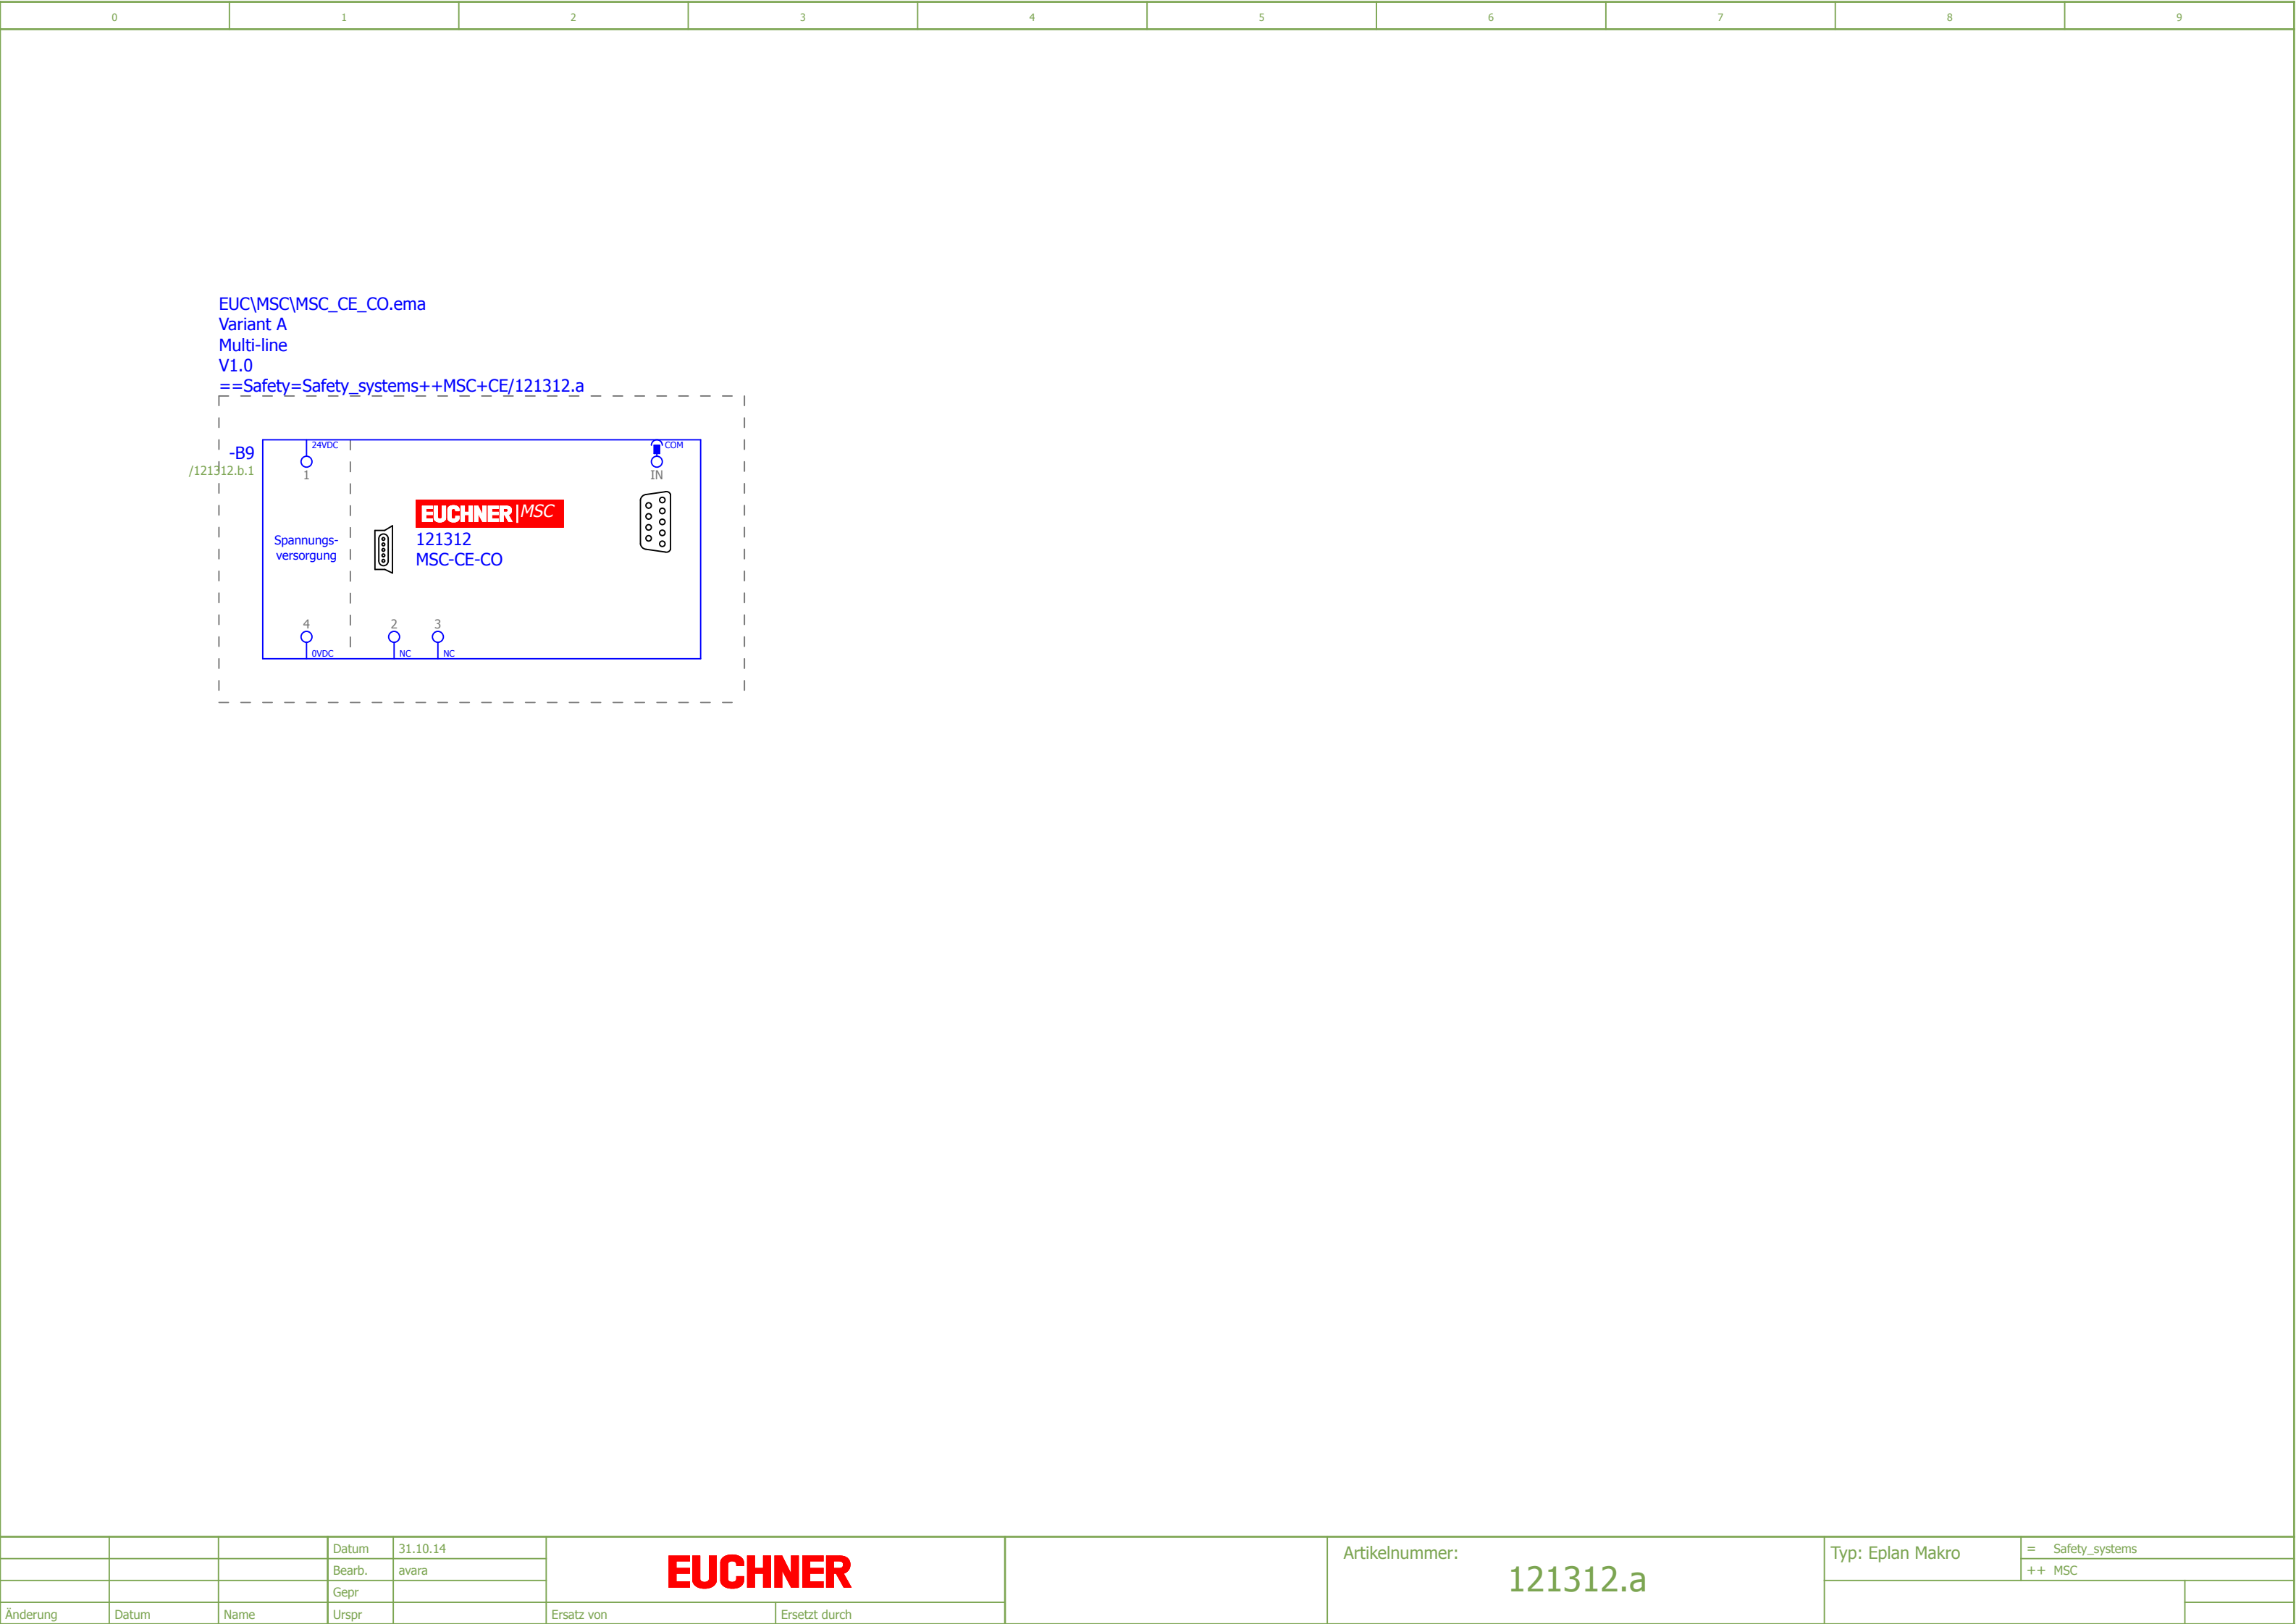 0 1 2 3 4 5 6 7 8 9
EUC\MSC\MSC_CE_CO.ema
Variant A
Multi-line
V1.0
==Safety=Safety_systems++MSC+CE/121312.a
-B9
/121312.b.1
24VDC
1
COM
IN
EUCHNER|MSC
121312
MSC-CE-CO
Spannungs-
versorgung
4
0VDC
2
NC
3
NC
Datum 31.10.14
Bearb. avara
Gepr
Änderung Datum Name Urspr
EUCHNER
Ersatz von Ersetzt durch
Artikelnummer:
121312.a
Typ: Eplan Makro
= Safety_systems
++ MSC